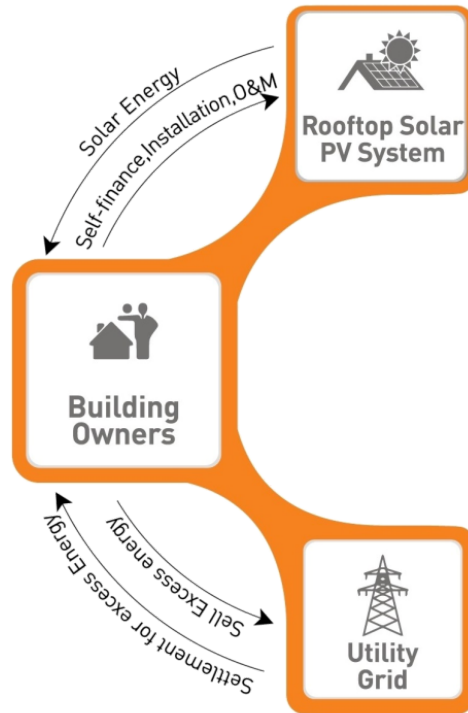 Solar Energy
Self-finance,Installation,O&M
Rooftop Solar
PV System
Building
Owners
Sell Excess energy
Settlement for excess Energy
Utility
Grid